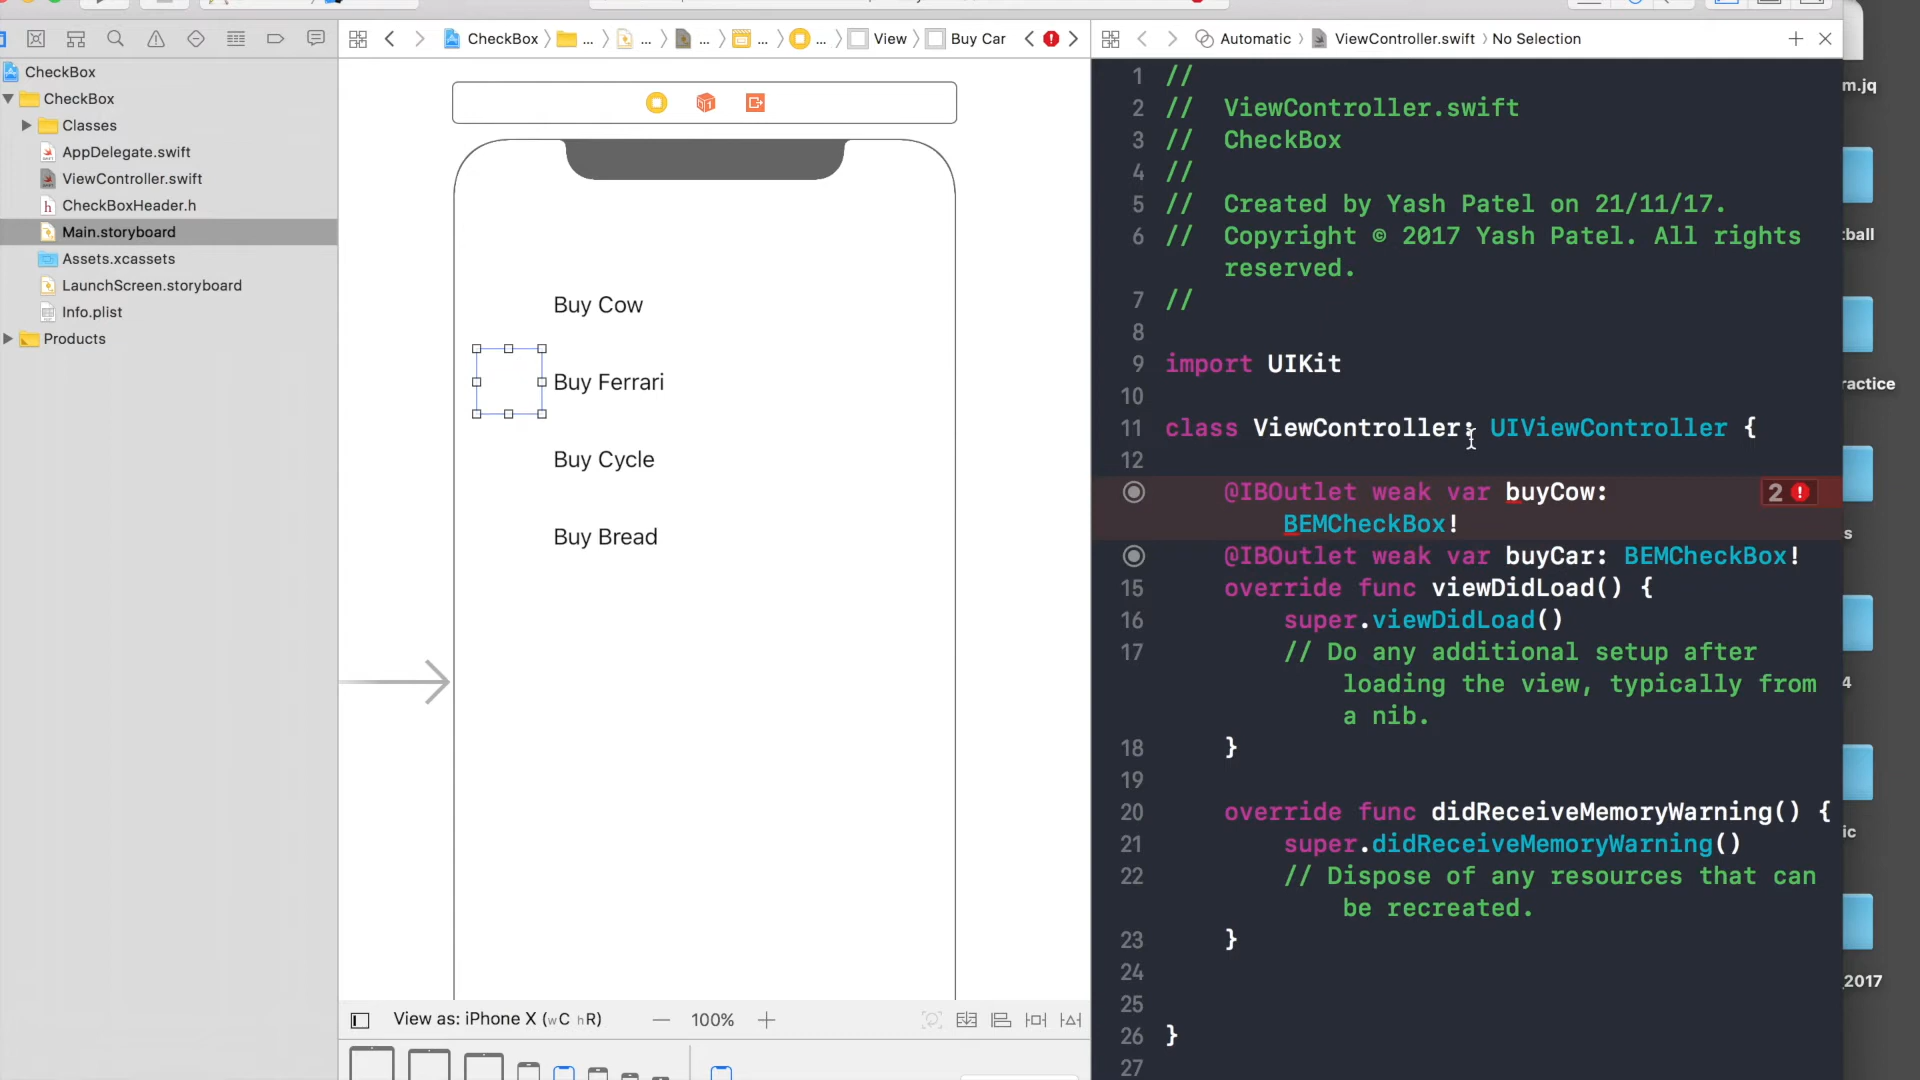 CheckBox
...
...
...
...
...
View
Buy Car
Automatic
ViewController.swift
No Selection
CheckBox
CheckBox
Classes
AppDelegate.swift
ViewController.swift
CheckBoxHeader.h
Main.storyboard
Assets.xcassets
LaunchScreen.storyboard
Info.plist
Products
Buy Cow
Buy Ferrari
Buy Cycle
Buy Bread
View as: iPhone X (wC hR)
100%
1 //
2 //  ViewController.swift
3 //  CheckBox
4 //
5 //  Created by Yash Patel on 21/11/17.
6 //  Copyright © 2017 Yash Patel. All rights
reserved.
7 //
8
9 import UIKit
10
11 class ViewController: UIViewController {
12
@IBOutlet weak var buyCow:
BEMCheckBox!
2
@IBOutlet weak var buyCar: BEMCheckBox!
15 override func viewDidLoad() {
16 super.viewDidLoad()
17 // Do any additional setup after
loading the view, typically from
a nib.
18 }
19
20 override func didReceiveMemoryWarning() {
21 super.didReceiveMemoryWarning()
22 // Dispose of any resources that can
be recreated.
23 }
24
25
26 }
27
m.jq
tball
ractice
s
4
ic
_2017